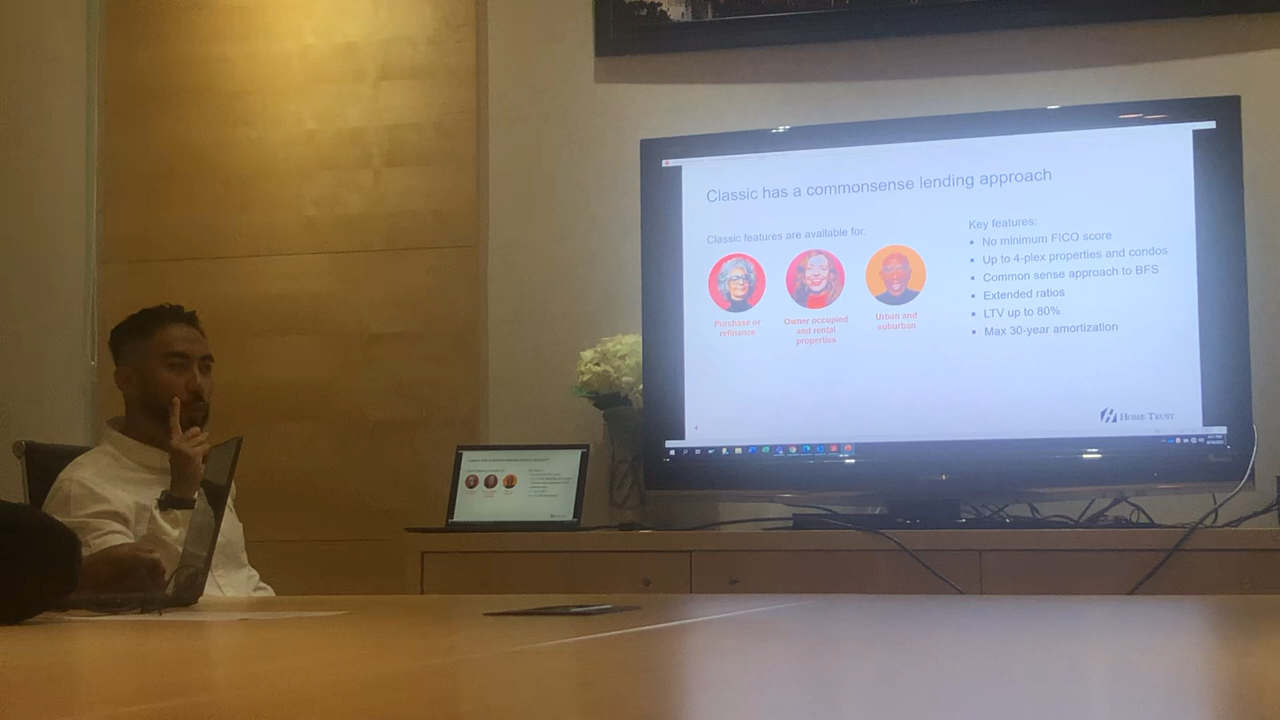 Classic has a commonsense lending approach
Classic features are available for:
Purchase or
refinance
Owner occupied
and rental
properties
Urban and
suburban
Key features:
• No minimum FICO score
• Up to 4-plex properties and condos
• Common sense approach to BFS
• Extended ratios
• LTV up to 80%
• Max 30-year amortization
4
HOME TRUST